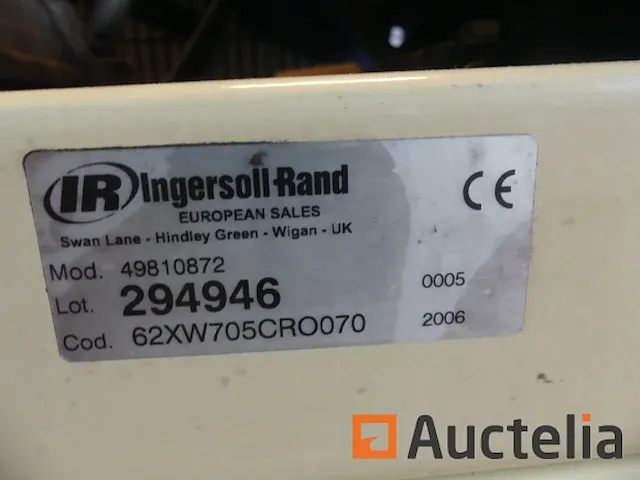 IR Ingersoll-Rand
EUROPEAN SALES
Swan Lane - Hindley Green - Wigan - UK
CE
Mod. 49810872
Lot. 294946
0005
Cod. 62XW705CRO070
2006
Auctelia